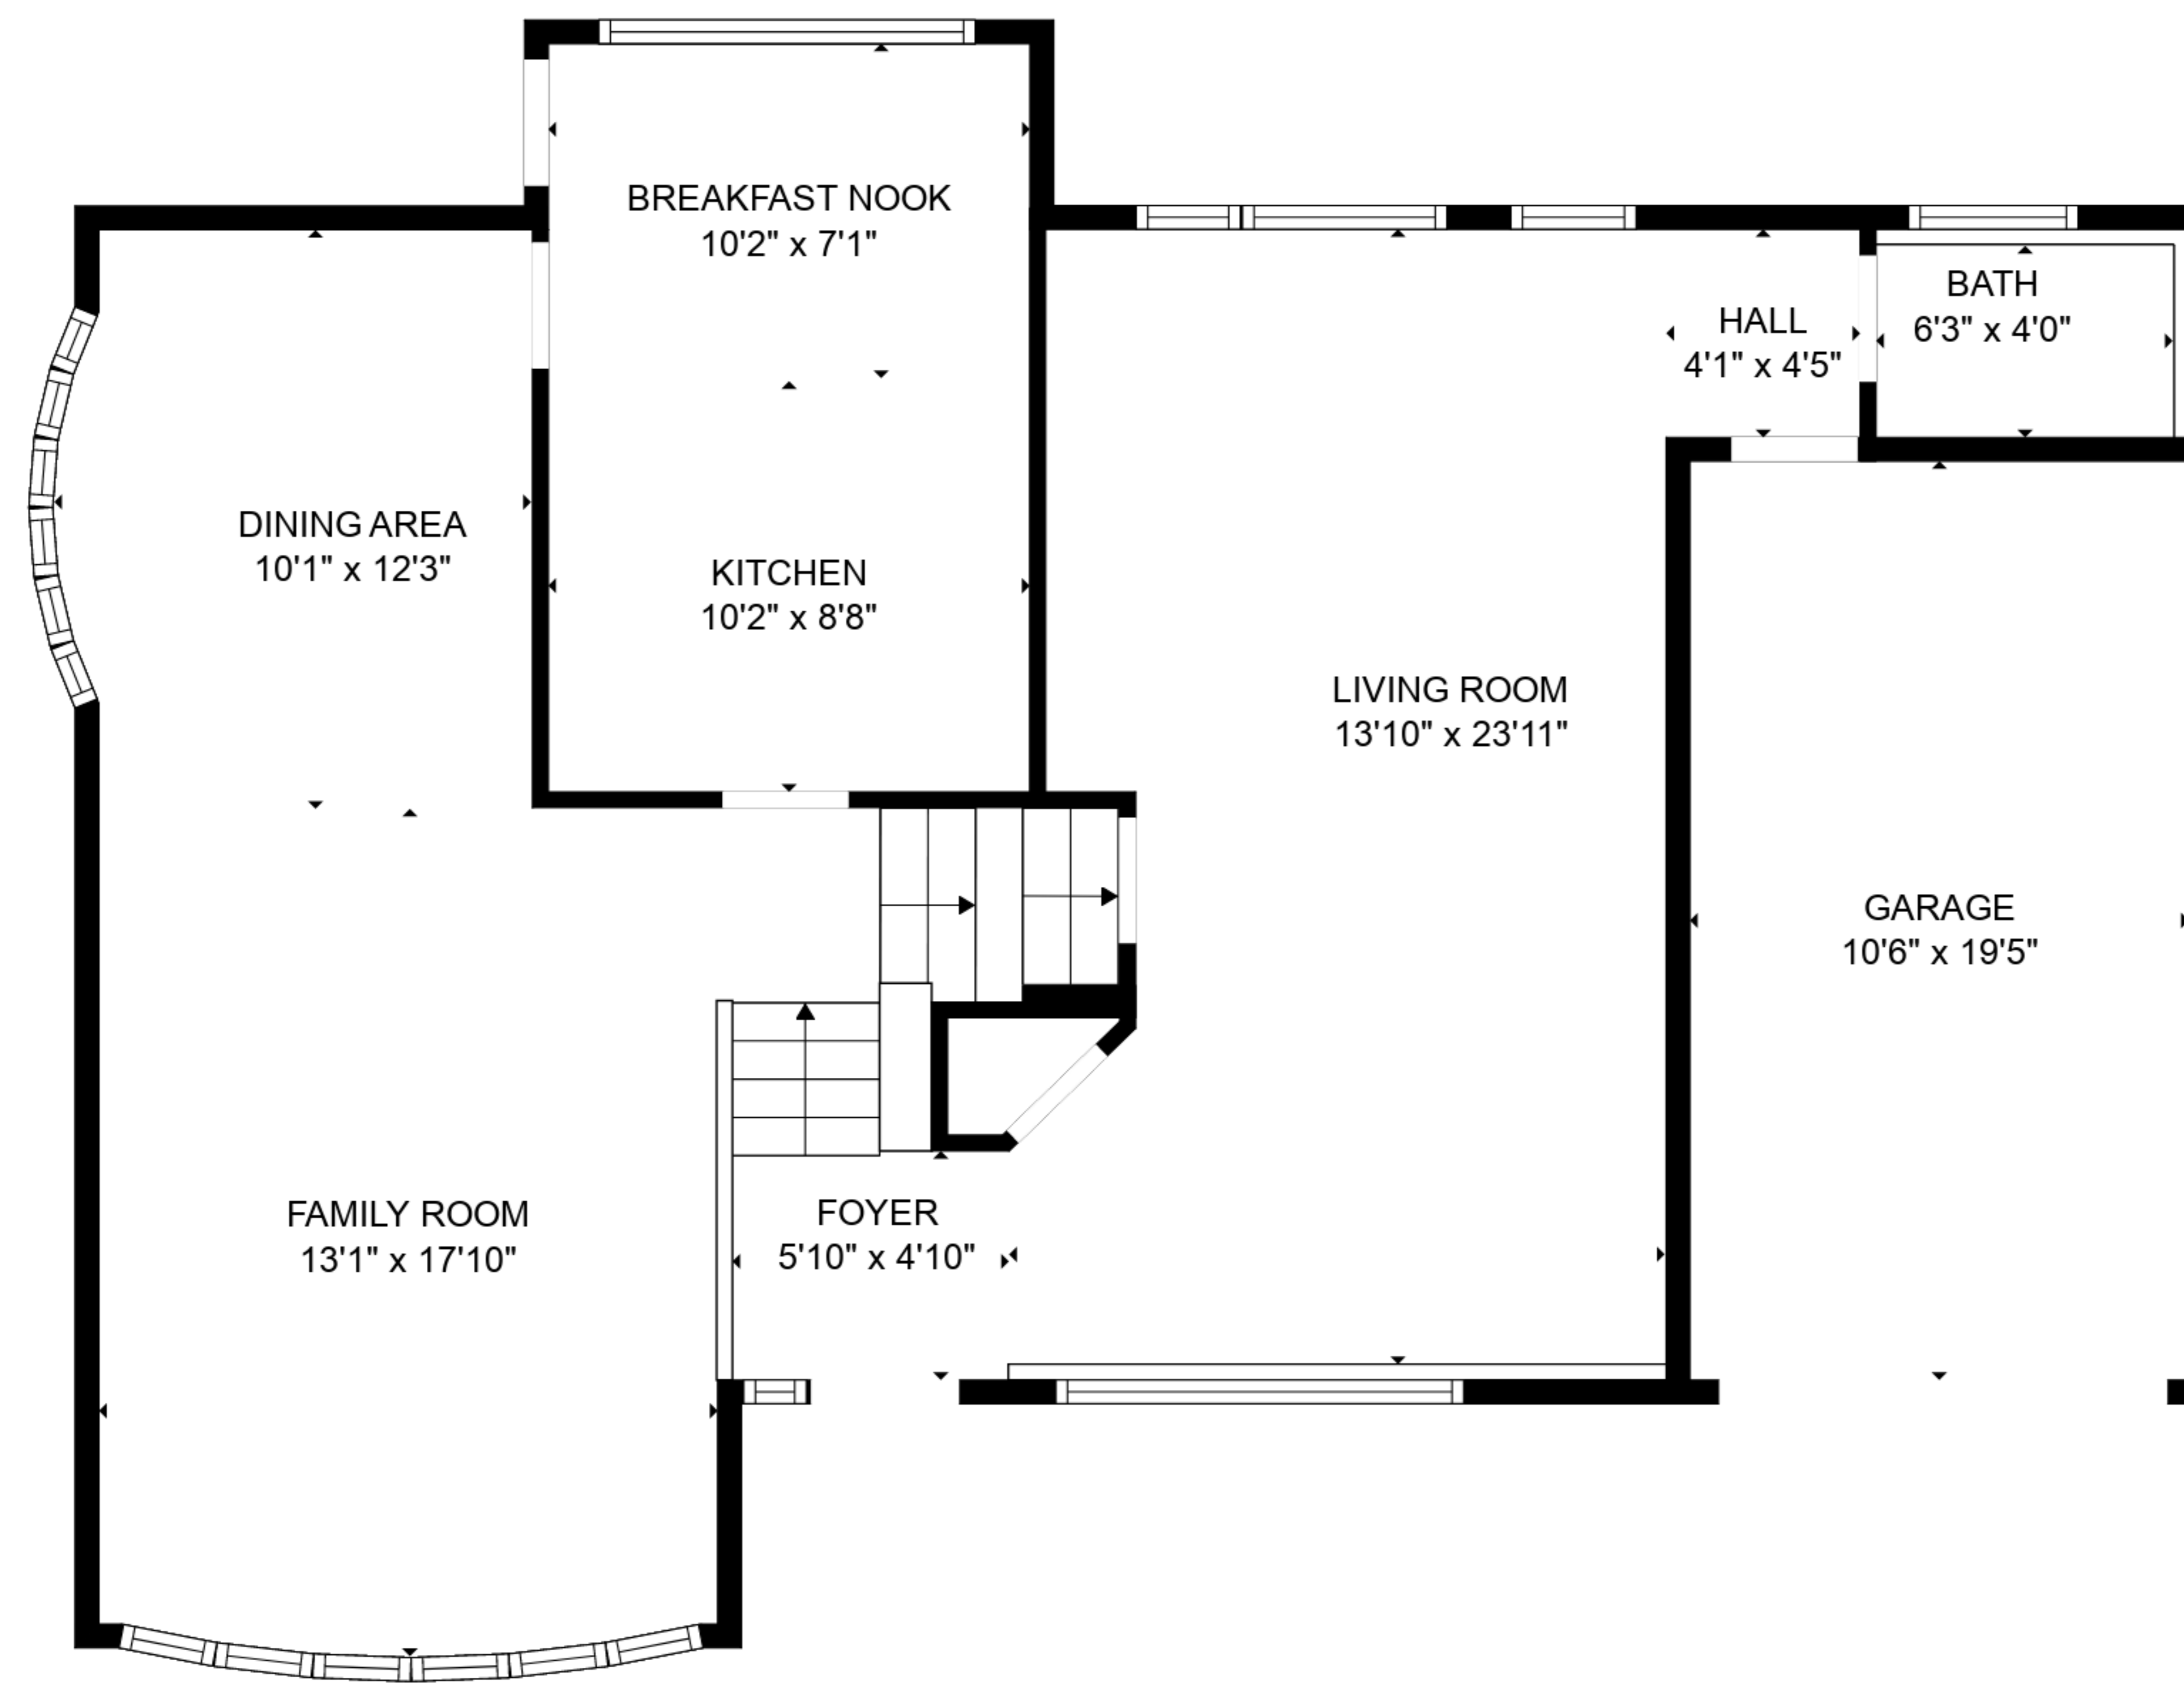 BREAKFAST NOOK
10'2" x 7'1"
BATH
6'3" x 4'0"
HALL
4'1" x 4'5"
DINING AREA
10'1" x 12'3"
KITCHEN
10'2" x 8'8"
LIVING ROOM
13'10" x 23'11"
GARAGE
10'6" x 19'5"
FAMILY ROOM
13'1" x 17'10"
FOYER
5'10" x 4'10"